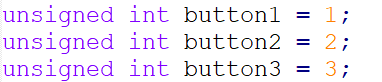 unsigned int button1 = 1;
unsigned int button2 = 2;
unsigned int button3 = 3;